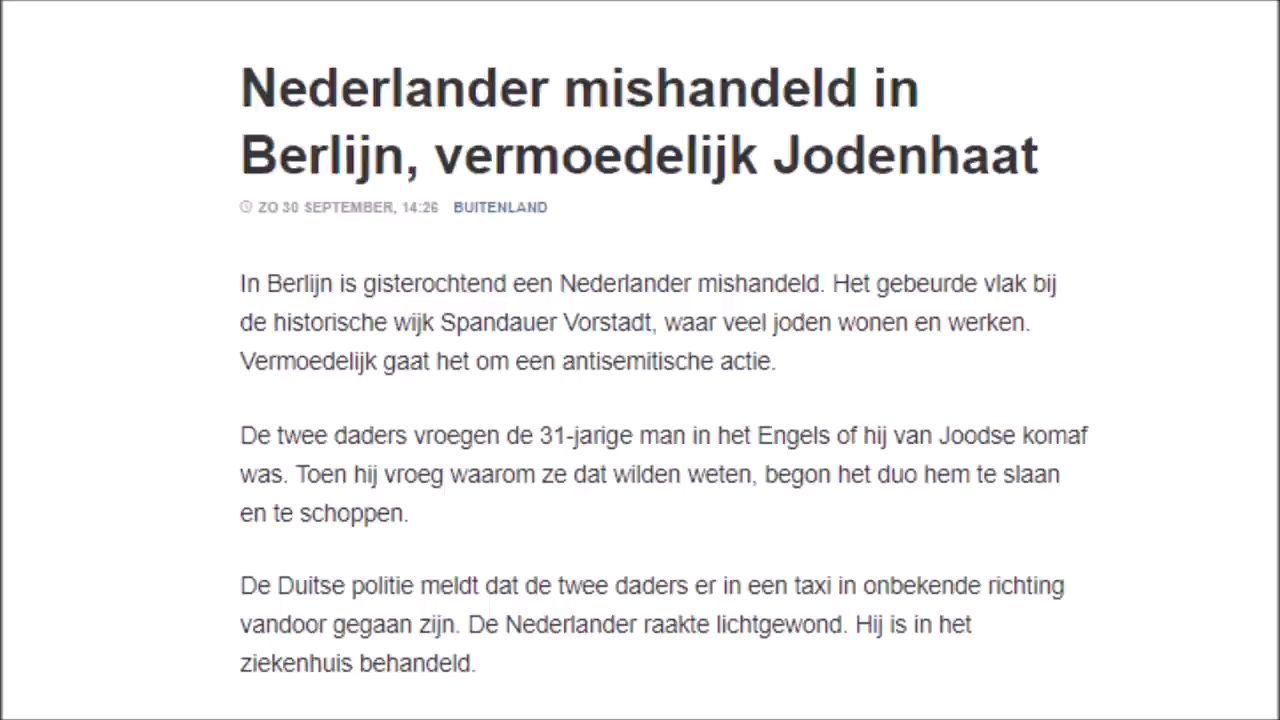 Nederlander mishandeld in
Berlijn, vermoedelijk Jodenhaat
ZO 30 SEPTEMBER, 14:26 BUITENLAND
In Berlijn is gisterochtend een Nederlander mishandeld. Het gebeurde vlak bij
de historische wijk Spandauer Vorstadt, waar veel joden wonen en werken.
Vermoedelijk gaat het om een antisemitische actie.
De twee daders vroegen de 31-jarige man in het Engels of hij van Joodse komaf
was. Toen hij vroeg waarom ze dat wilden weten, begon het duo hem te slaan
en te schoppen.
De Duitse politie meldt dat de twee daders er in een taxi in onbekende richting
vandoor gegaan zijn. De Nederlander raakte lichtgewond. Hij is in het
ziekenhuis behandeld.